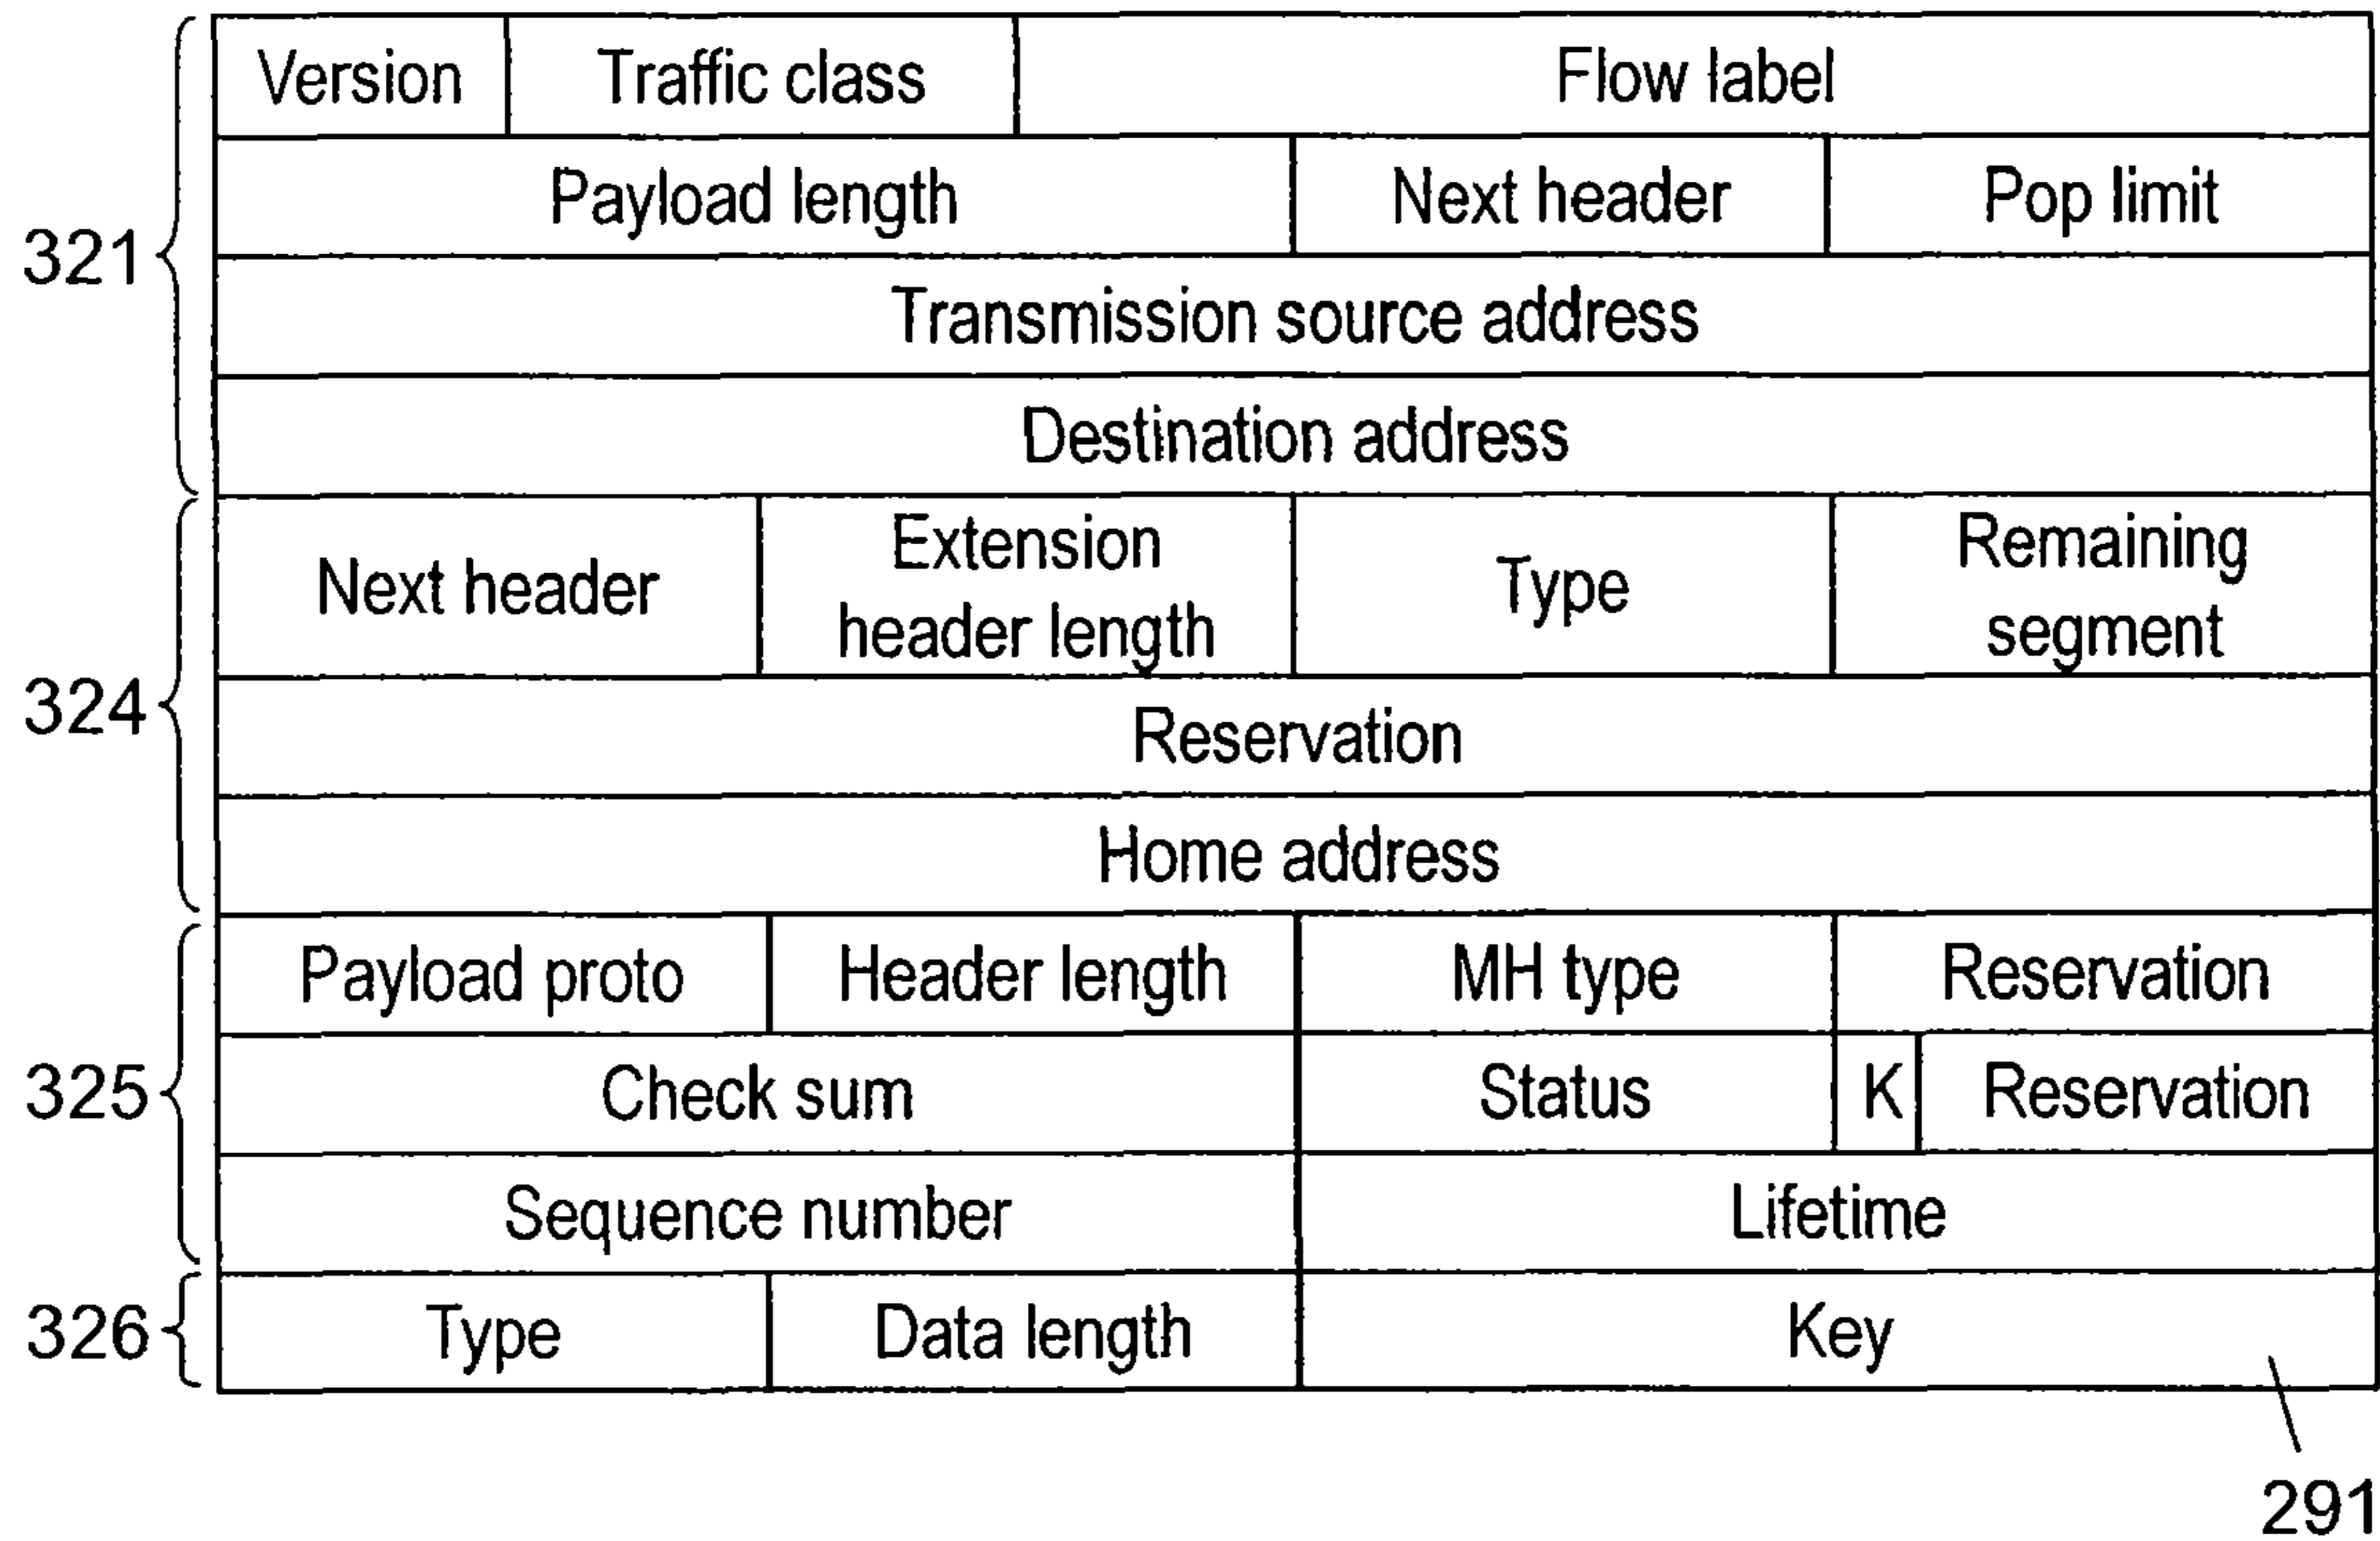 Version Traffic class Flow label
Payload length Next header Pop limit
321
Transmission source address
Destination address
Next header Extension header length Type Remaining segment
324
Reservation
Home address
Payload proto Header length MH type Reservation
325 Check sum Status K Reservation
Sequence number Lifetime
326 Type Data length Key
291